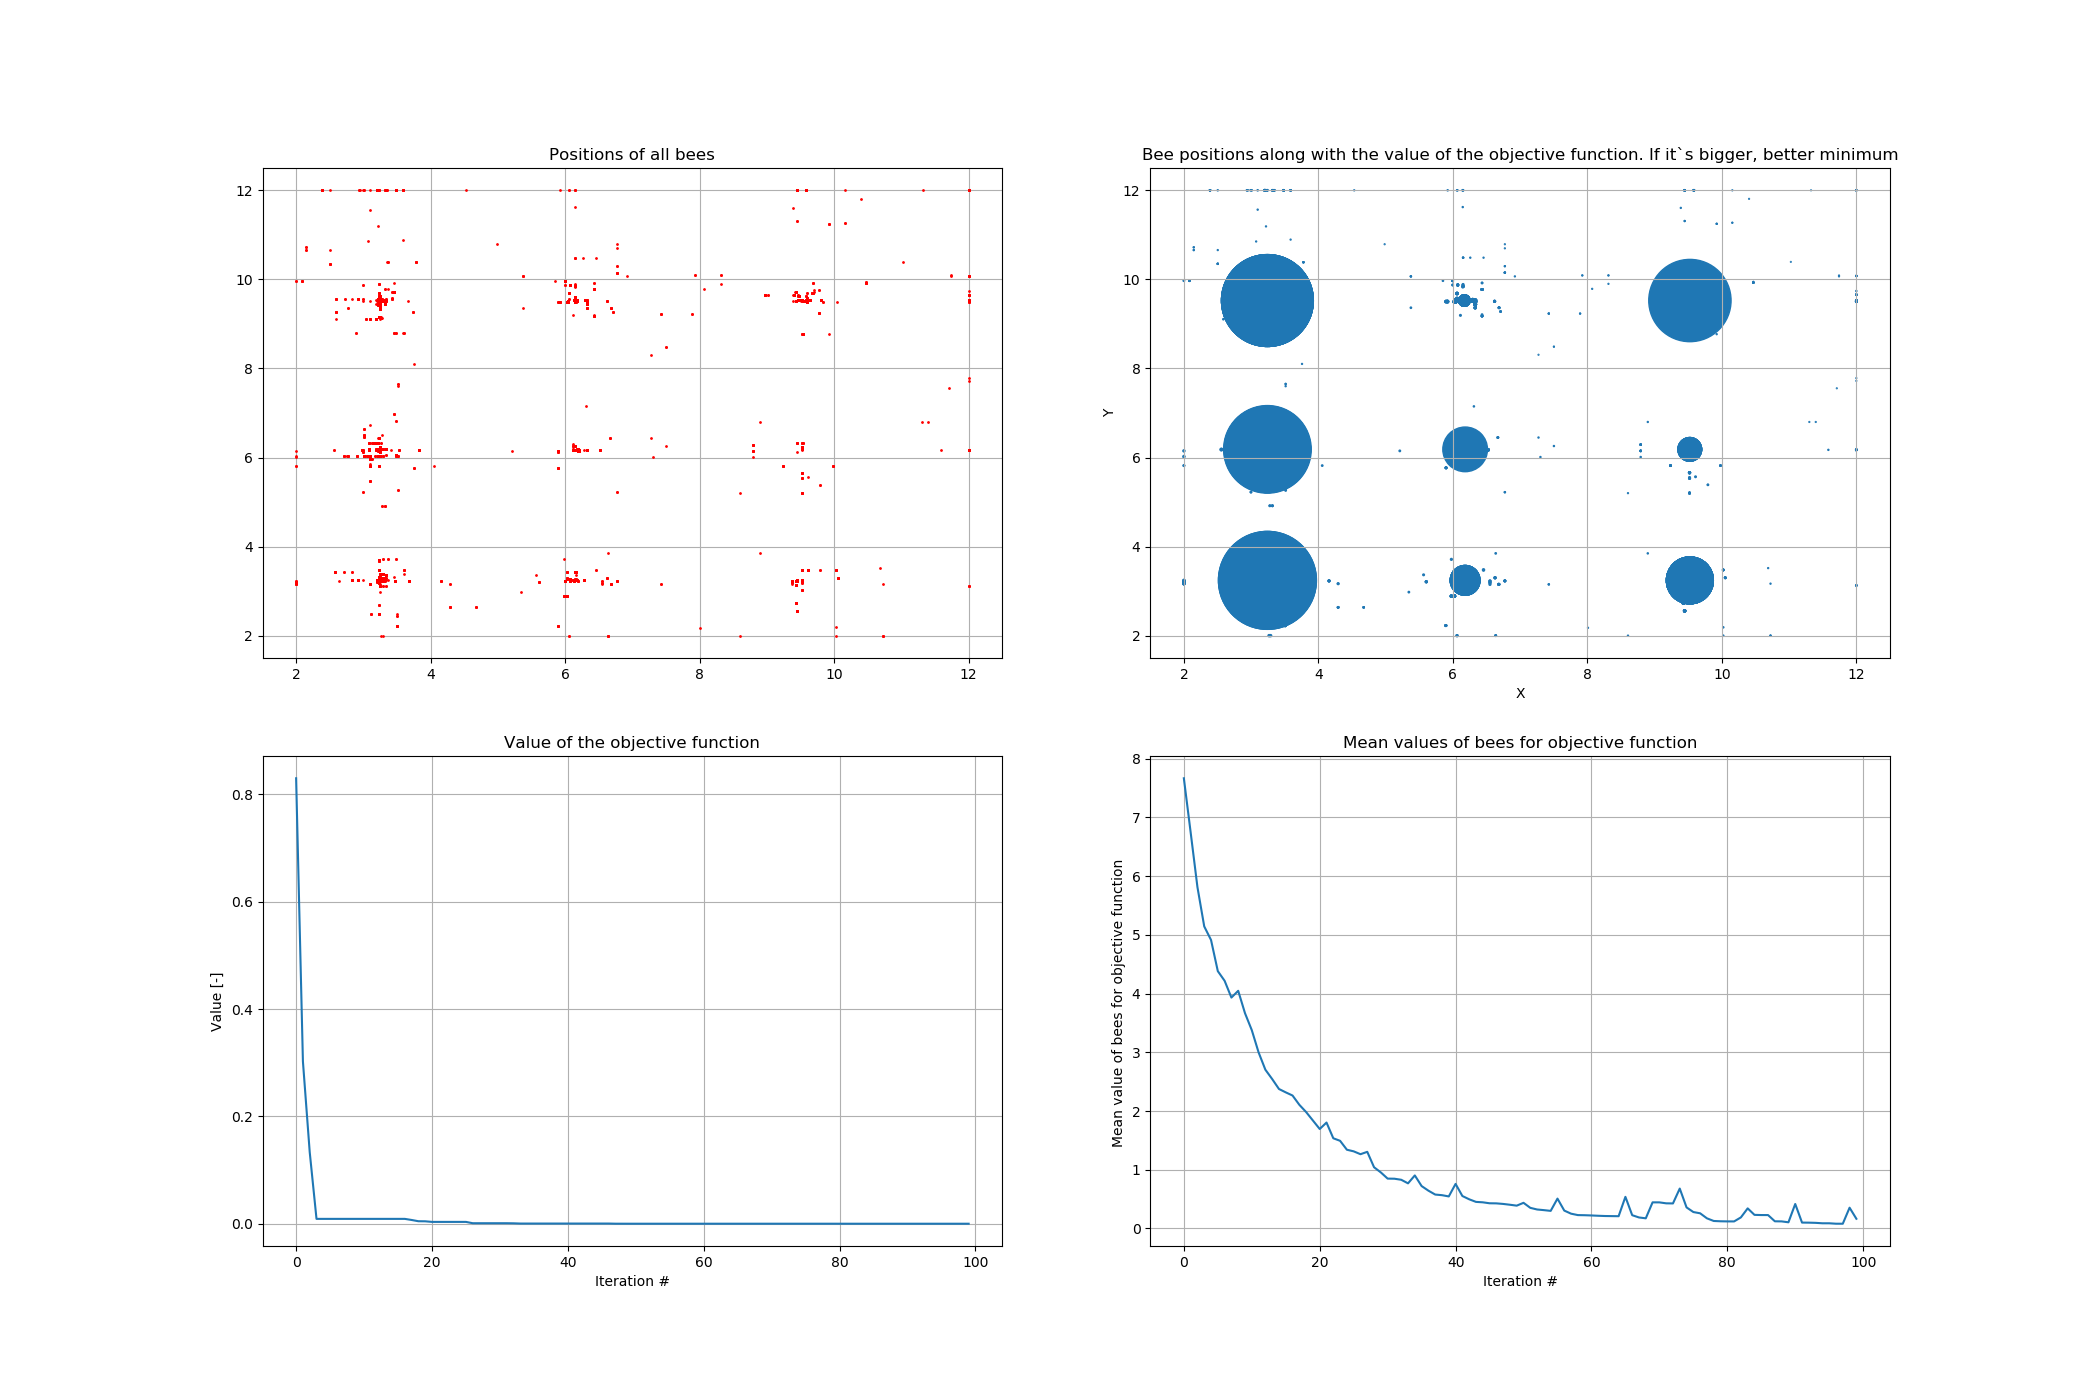 Positions of all bees
12
10
8
6
4
2
2 4 6 8 10 12
Bee positions along with the value of the objective function. If it`s bigger, better minimum
Y
12
10
8
6
4
2
2 4 6 8 10 12
X
Value of the objective function
Value [-]
0.8
0.6
0.4
0.2
0.0
0 20 40 60 80 100
Iteration #
Mean values of bees for objective function
Mean value of bees for objective function
8
7
6
5
4
3
2
1
0
0 20 40 60 80 100
Iteration #